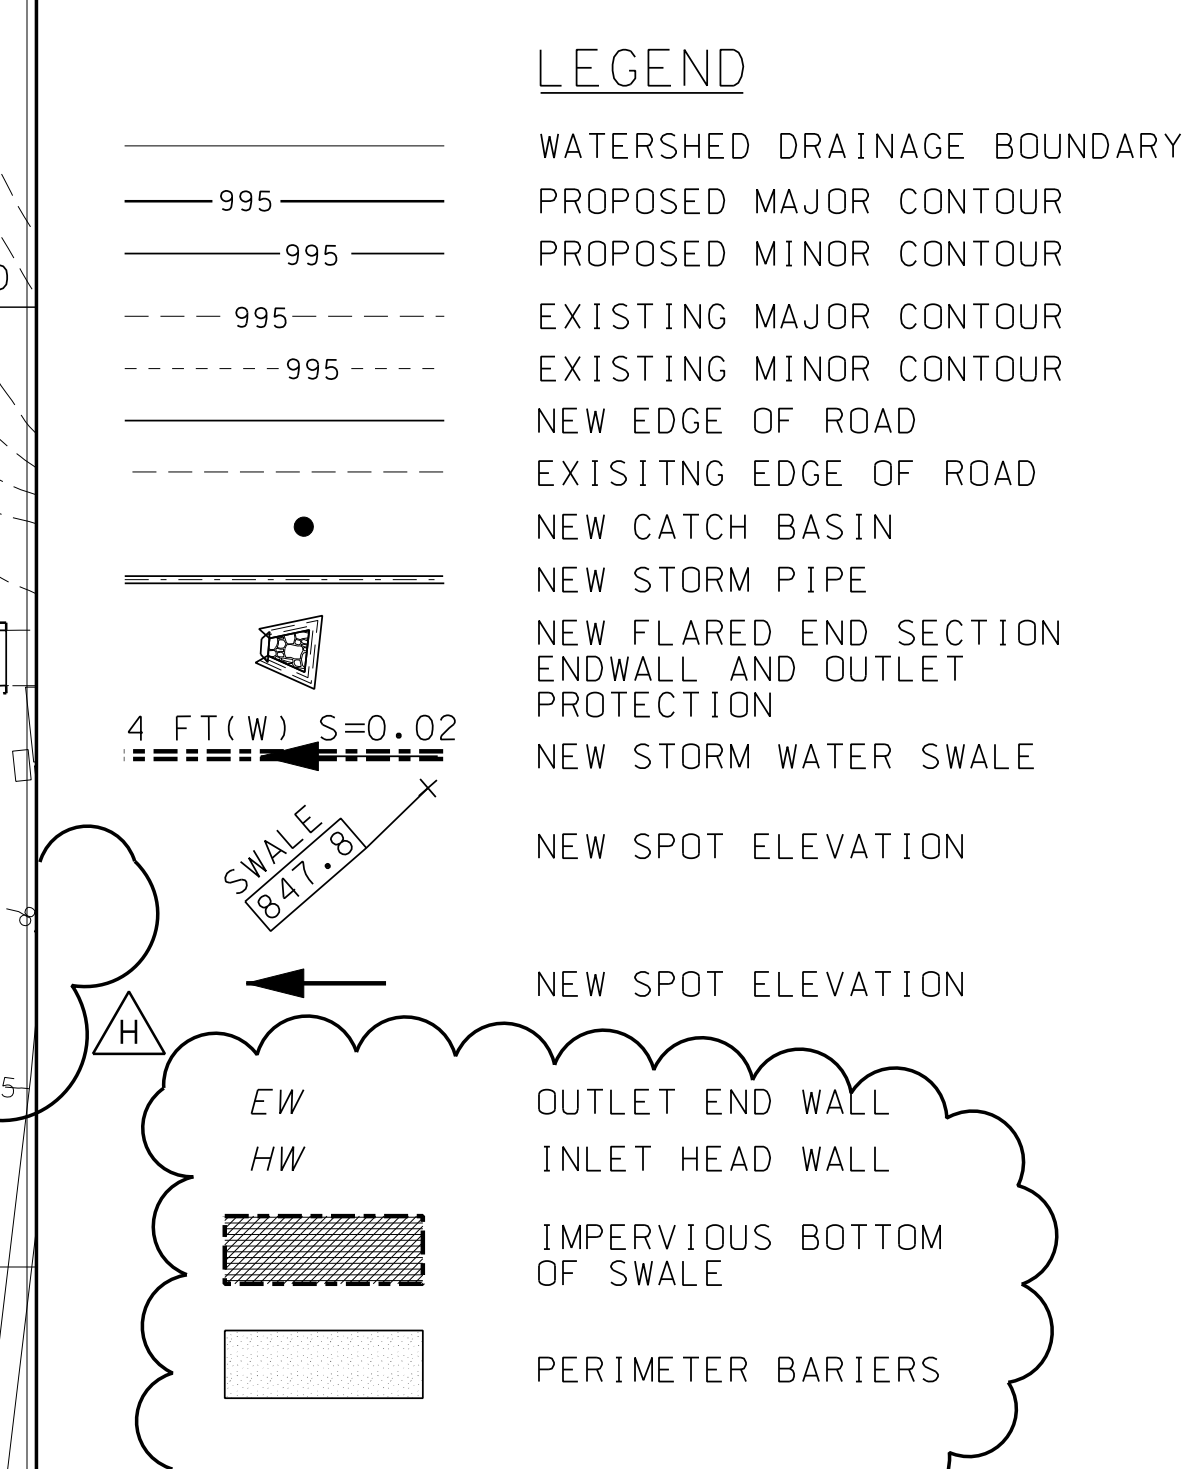 LEGEND
WATERSHED DRAINAGE BOUNDARY
995 PROPOSED MAJOR CONTOUR
995 PROPOSED MINOR CONTOUR
995 EXISTING MAJOR CONTOUR
995 EXISTING MINOR CONTOUR
NEW EDGE OF ROAD
EXISITNG EDGE OF ROAD
NEW CATCH BASIN
NEW STORM PIPE
NEW FLARED END SECTION
ENDWALL AND OUTLET
PROTECTION
4 FT(W) S=0.02
NEW STORM WATER SWALE
SWALE
847.8
NEW SPOT ELEVATION
NEW SPOT ELEVATION
H
EW OUTLET END WALL
HW INLET HEAD WALL
IMPERVIOUS BOTTOM
OF SWALE
PERIMETER BARIERS
5